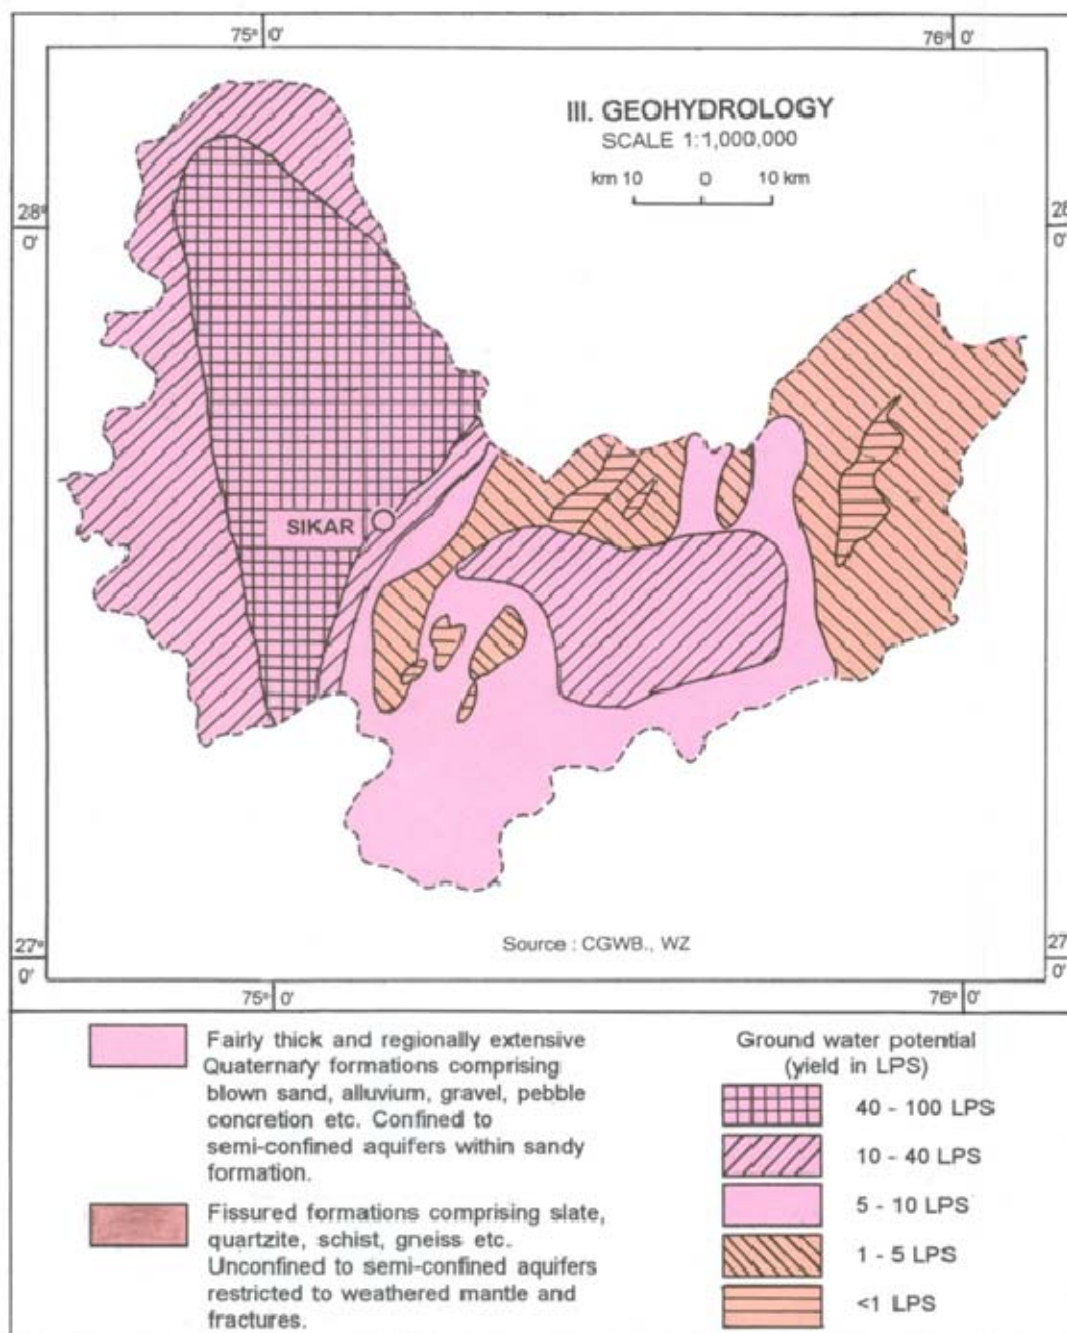 75° 0'
76° 0'
III. GEOHYDROLOGY
SCALE 1:1,000,000
km 10 0 10 km
28°
0'
28
0'
SIKAR
Source : CGWB., WZ
27°
0'
27
0'
75° 0'
76° 0'
Fairly thick and regionally extensive
Quaternary formations comprising
blown sand, alluvium, gravel, pebble
concretion etc. Confined to
semi-confined aquifers within sandy
formation.
Fissured formations comprising slate,
quartzite, schist, gneiss etc.
Unconfined to semi-confined aquifers
restricted to weathered mantle and
fractures.
Ground water potential
(yield in LPS)
40 - 100 LPS
10 - 40 LPS
5 - 10 LPS
1 - 5 LPS
<1 LPS